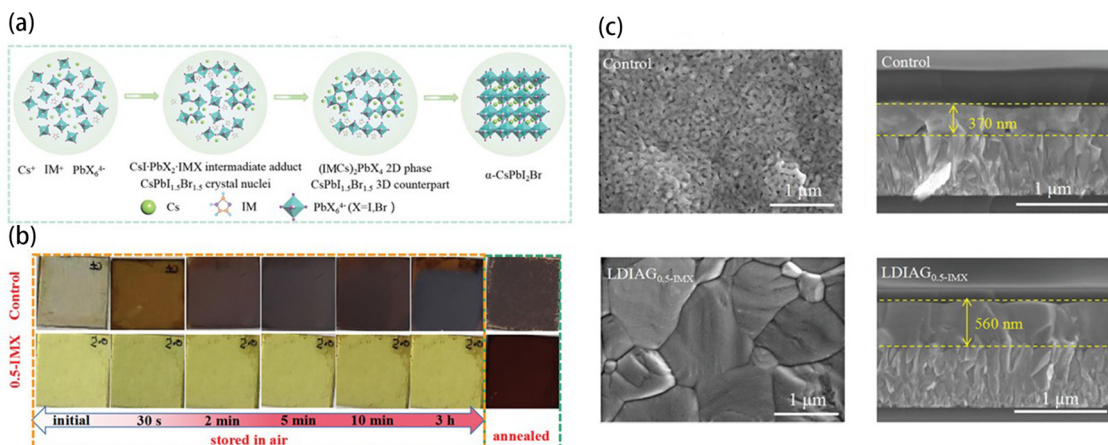 (a)
Cs⁺ IM⁺ PbX₆⁴⁻
CsI·PbX₂·IMX intermadiate adduct
CsPbI₁.₅Br₁.₅ crystal nuclei
(IMCs)₂PbX₄ 2D phase
CsPbI₁.₅Br₁.₅ 3D counterpart
α-CsPbI₂Br
Cs
IM
PbX₆⁴⁻(X=I,Br)
(b)
Control
0.5-IMX
initial 30 s 2 min 5 min 10 min 3 h
stored in air
annealed
(c)
Control
1 μm
Control
370 nm
1 μm
LDIAG₀.₅-IMX
1 μm
LDIAG₀.₅-IMX
560 nm
1 μm